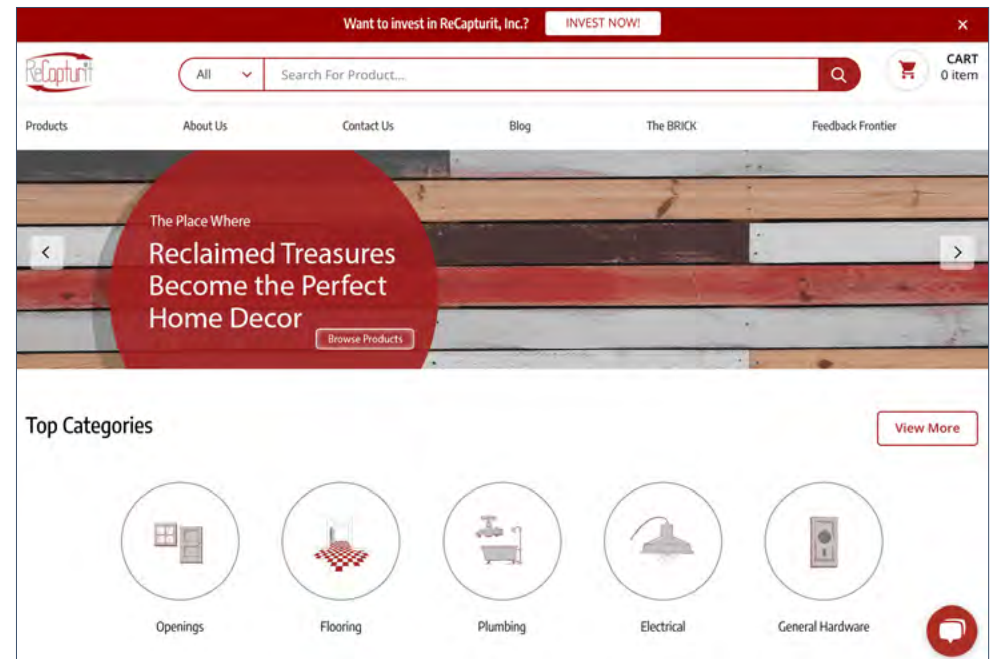 Want to invest in ReCapturit, Inc.? INVEST NOW! ×
ReCapturit
All Search For Product...
CART
0 item
Products About Us Contact Us Blog The BRICK Feedback Frontier
The Place Where
Reclaimed Treasures
Become the Perfect
Home Decor
Browse Products
Top Categories View More
Openings Flooring Plumbing Electrical General Hardware